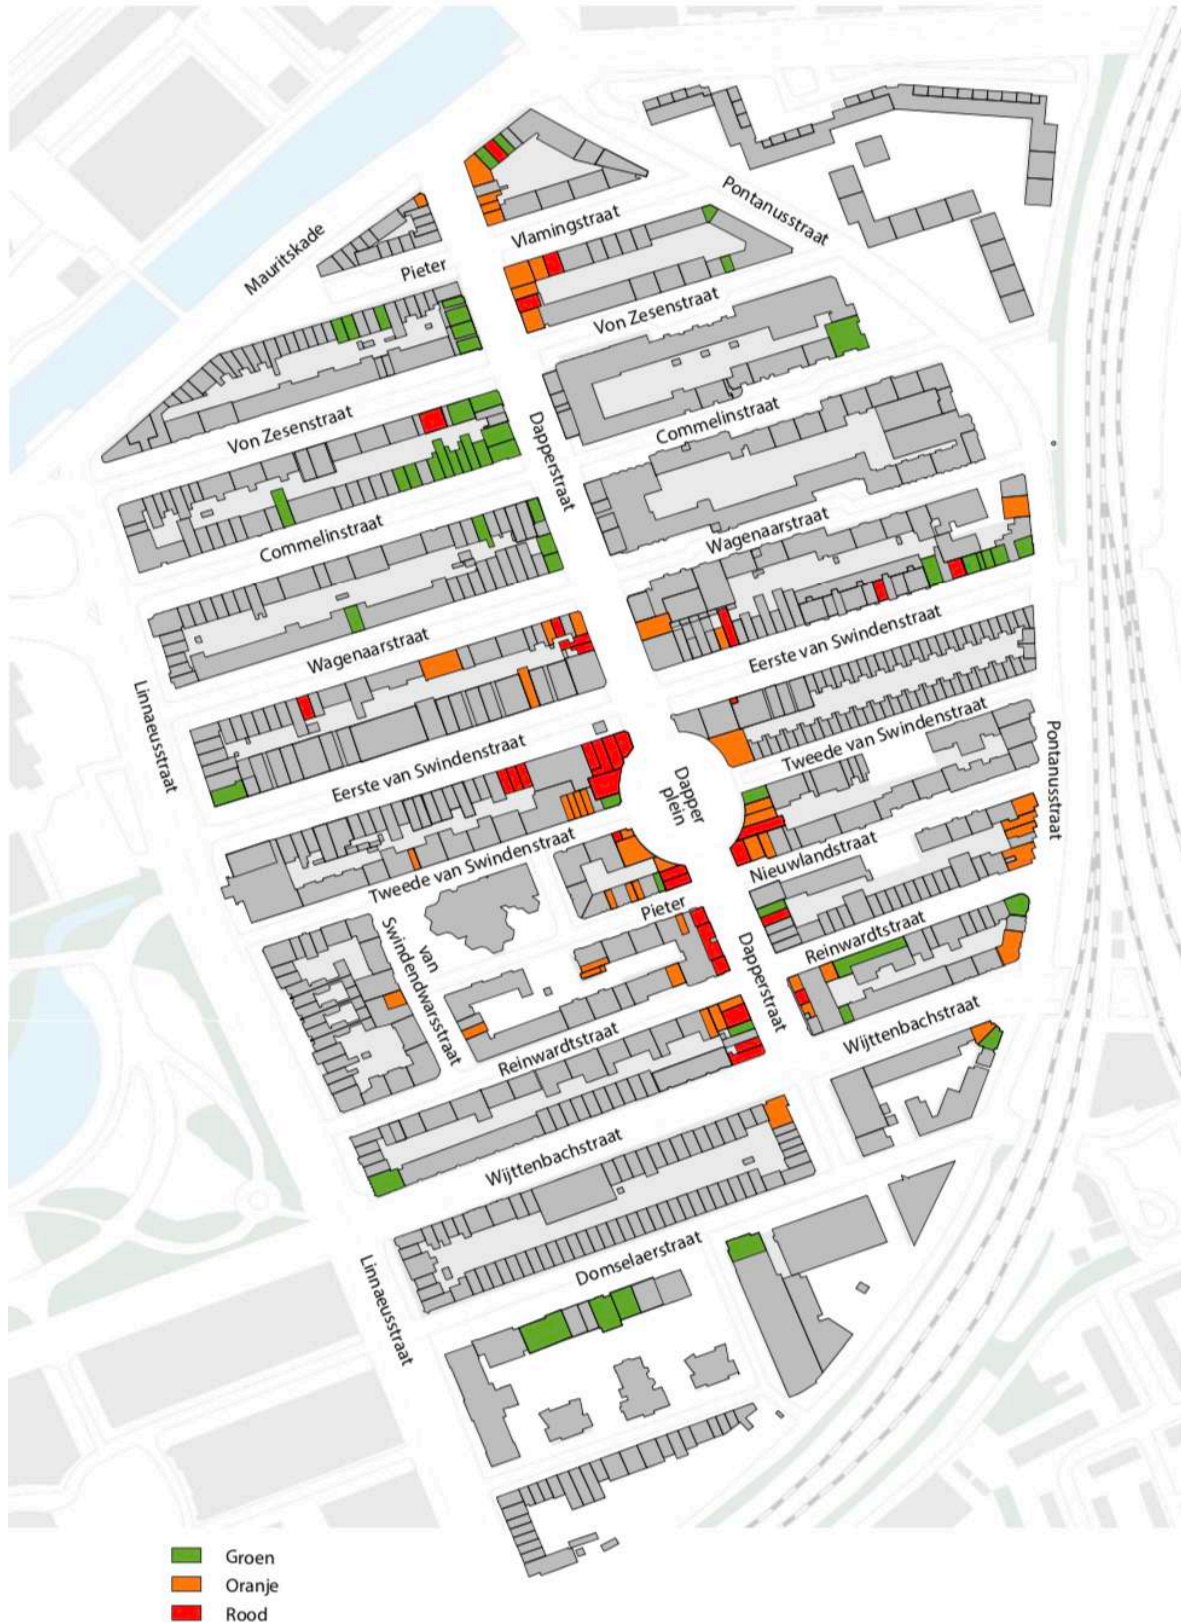 Pontanusstraat
Vlamingstraat
Mauritskade
Pieter
Von Zesenstraat
Von Zesenstraat
Dapperstraat
Commelinstraat
Commelinstraat
Wagenaarstraat
Wagenaarstraat
Eerste van Swindenstraat
Linnaeusstraat
Eerste van Swindenstraat
Tweede van Swindenstraat
Pontanusstraat
Dapper
plein
Tweede van Swindenstraat
Nieuwlandstraat
Pieter
van
Swindendwarsstraat
Reinwardtstraat
Dapperstraat
Reinwardtstraat
Wijttenbachstraat
Wijttenbachstraat
Domselaerstraat
Linnaeusstraat
Groen
Oranje
Rood